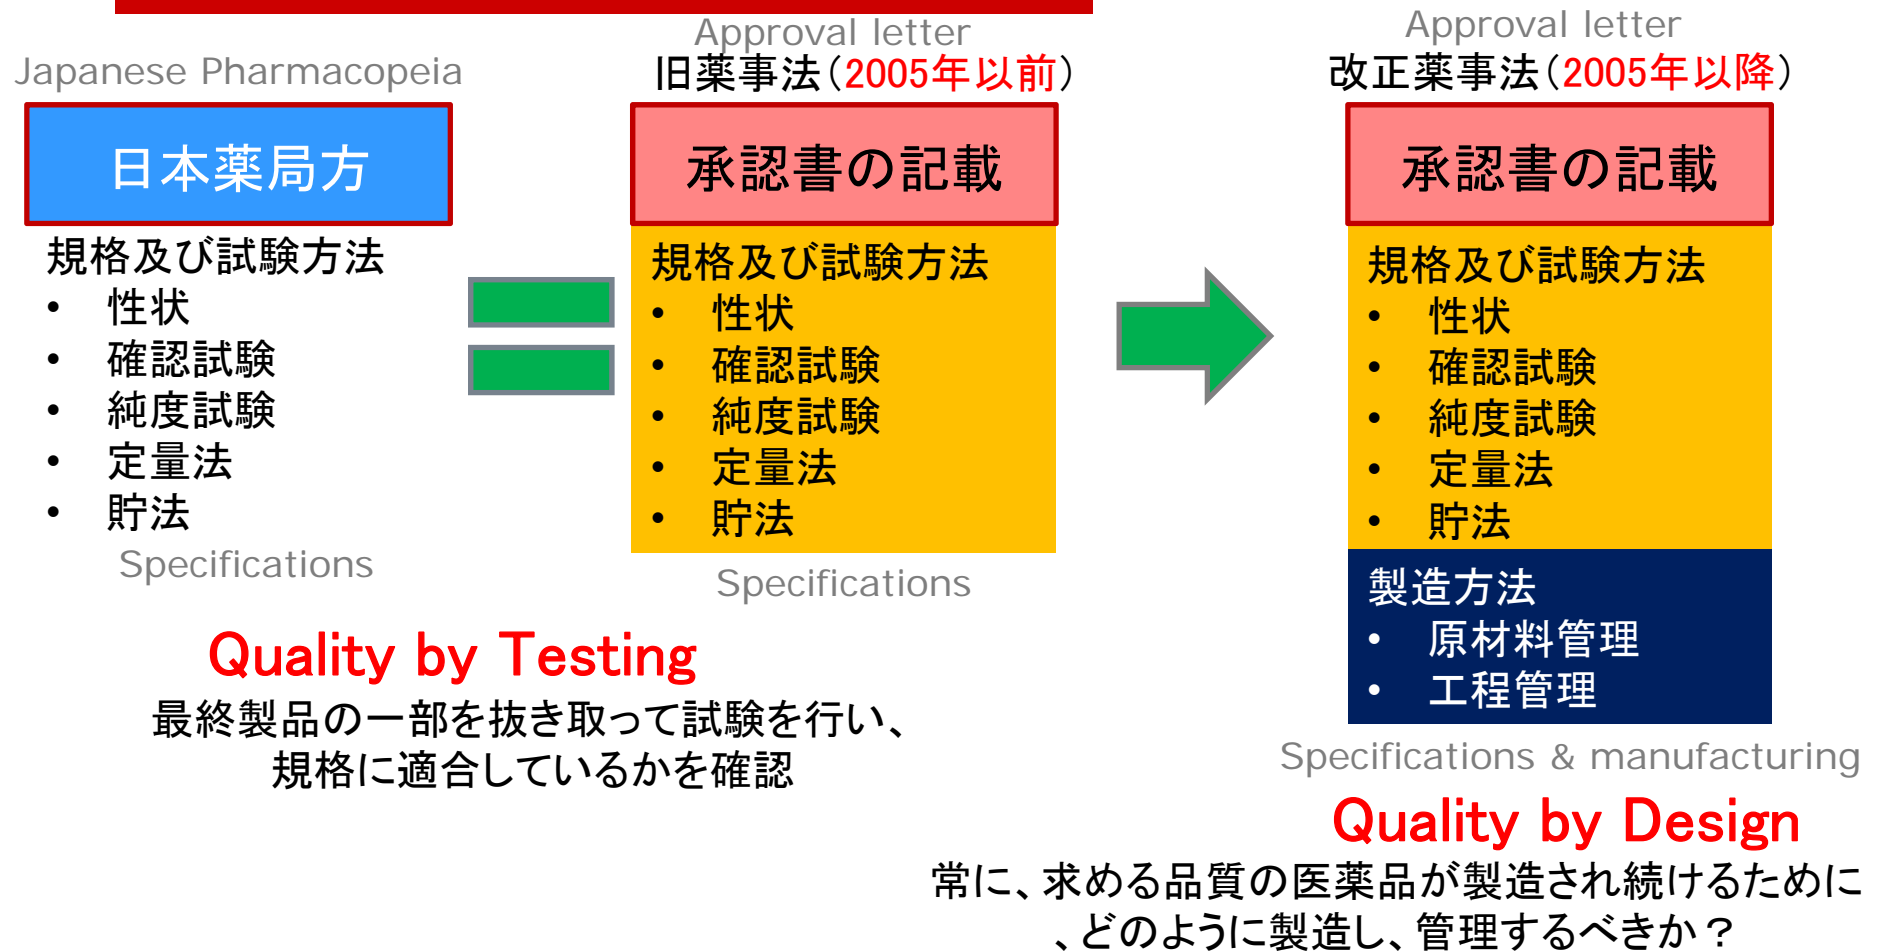 Japanese Pharmacopeia
日本薬局方
規格及び試験方法
• 性状
• 確認試験
• 純度試験
• 定量法
• 貯法
Specifications
Approval letter
旧薬事法（2005年以前）
承認書の記載
規格及び試験方法
• 性状
• 確認試験
• 純度試験
• 定量法
• 貯法
Specifications
Quality by Testing
最終製品の一部を抜き取って試験を行い、
規格に適合しているかを確認
Approval letter
改正薬事法（2005年以降）
承認書の記載
規格及び試験方法
• 性状
• 確認試験
• 純度試験
• 定量法
• 貯法
製造方法
• 原材料管理
• 工程管理
Specifications & manufacturing
Quality by Design
常に、求める品質の医薬品が製造され続けるために
、どのように製造し、管理するべきか？